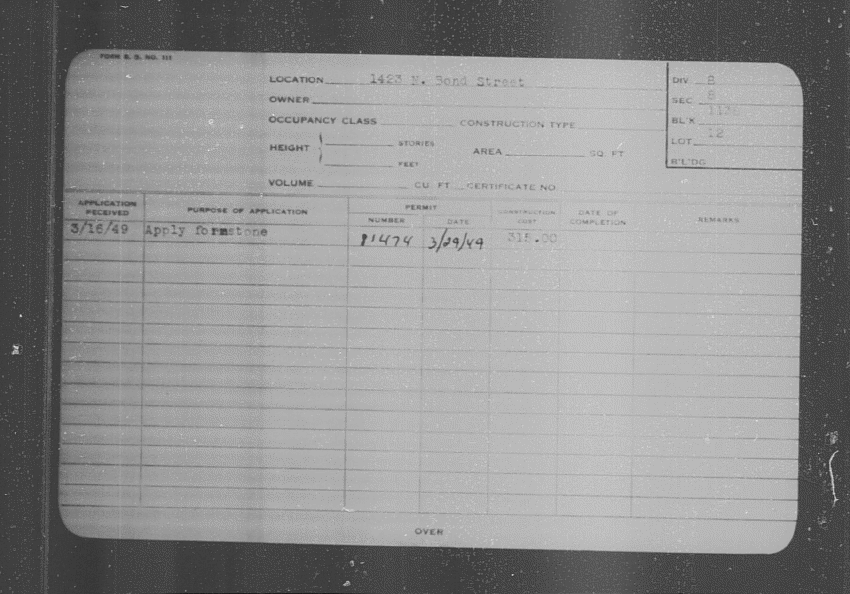 FORM B. D. NO. 111
LOCATION 1423 N. Bond Street
DIV. 8
OWNER
SEC. 8
OCCUPANCY CLASS CONSTRUCTION TYPE
BL'K
HEIGHT STORIES
FEET
AREA SQ. FT
LOT 12
B'L'DG
VOLUME CU. FT. CERTIFICATE NO.
APPLICATION RECEIVED PURPOSE OF APPLICATION PERMIT NUMBER DATE CONSTRUCTION COST DATE OF COMPLETION REMARKS
3/16/49 Apply formstone 91474 3/29/49 315.00
OVER